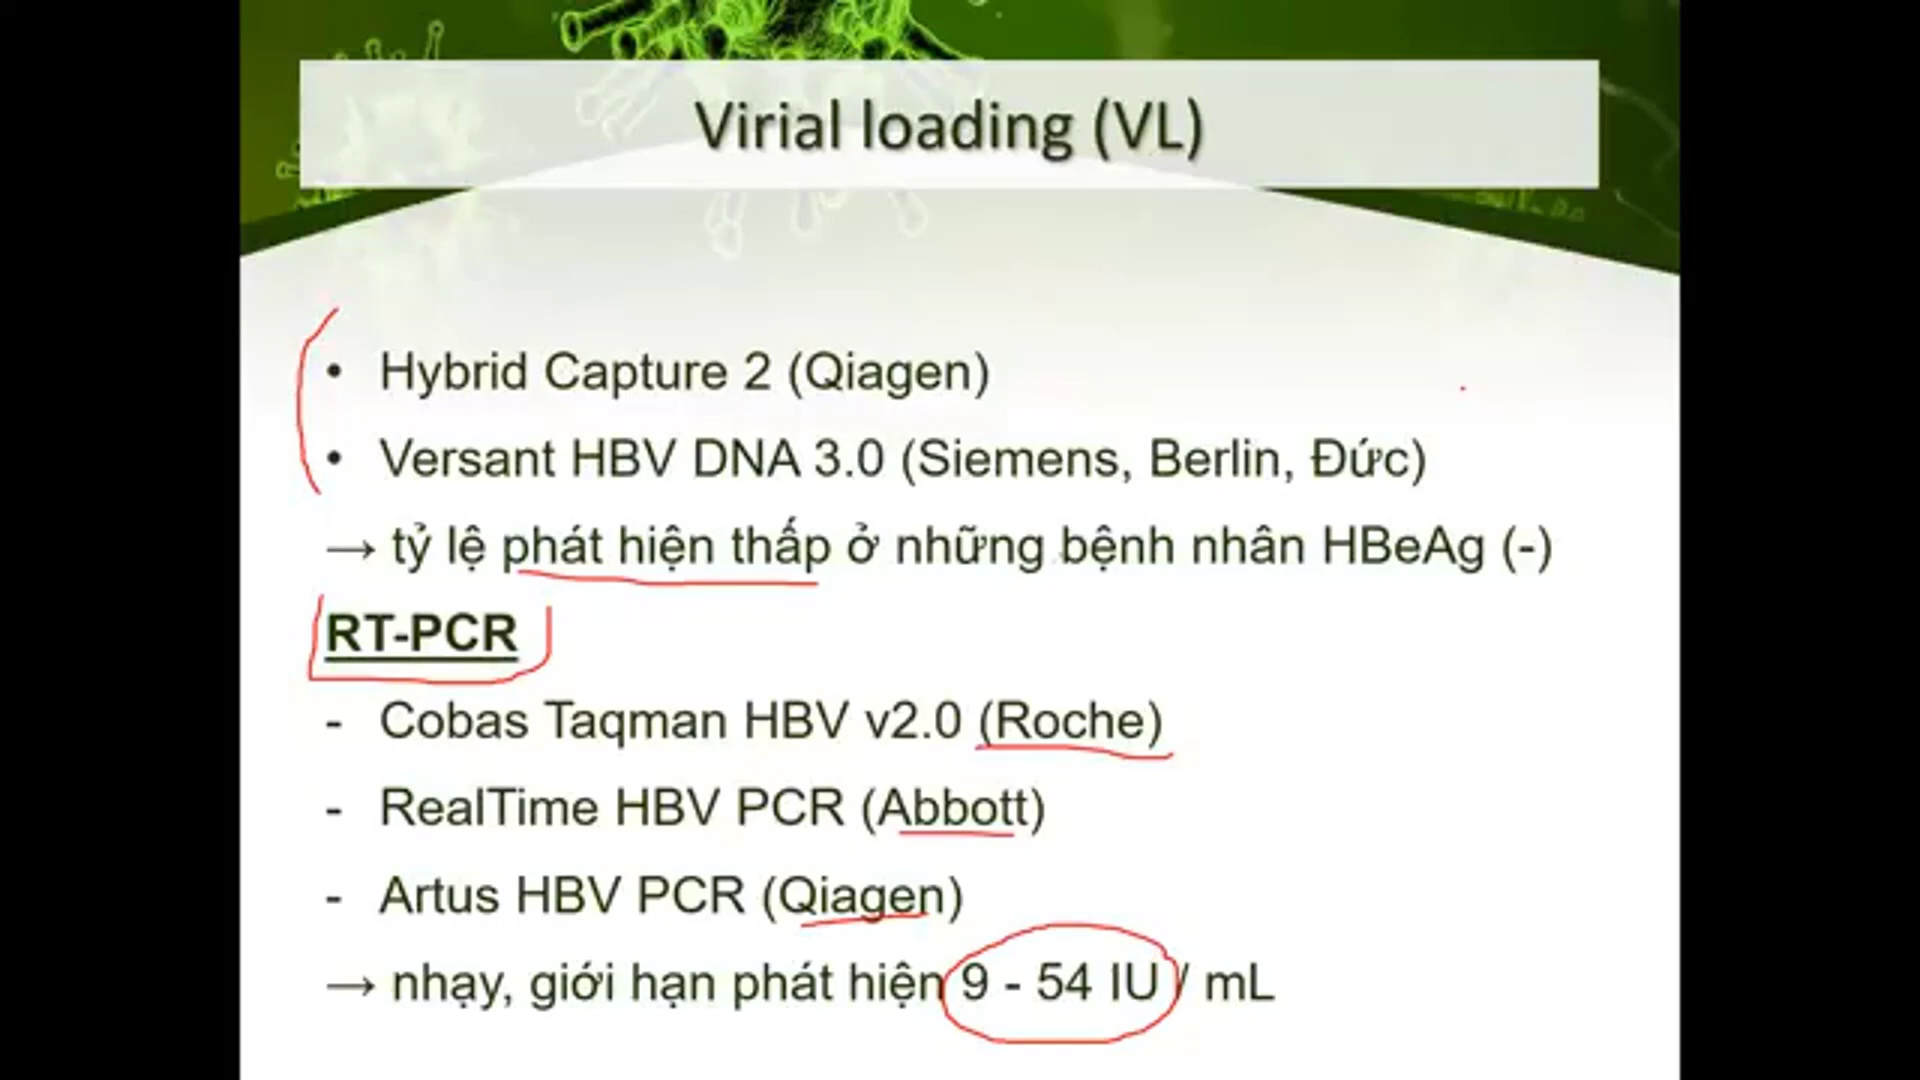 Virial loading (VL)
• Hybrid Capture 2 (Qiagen)
• Versant HBV DNA 3.0 (Siemens, Berlin, Đức)
→ tỷ lệ phát hiện thấp ở những bệnh nhân HBeAg (-)
RT-PCR
- Cobas Taqman HBV v2.0 (Roche)
- RealTime HBV PCR (Abbott)
- Artus HBV PCR (Qiagen)
→ nhạy, giới hạn phát hiện 9 - 54 IU / mL